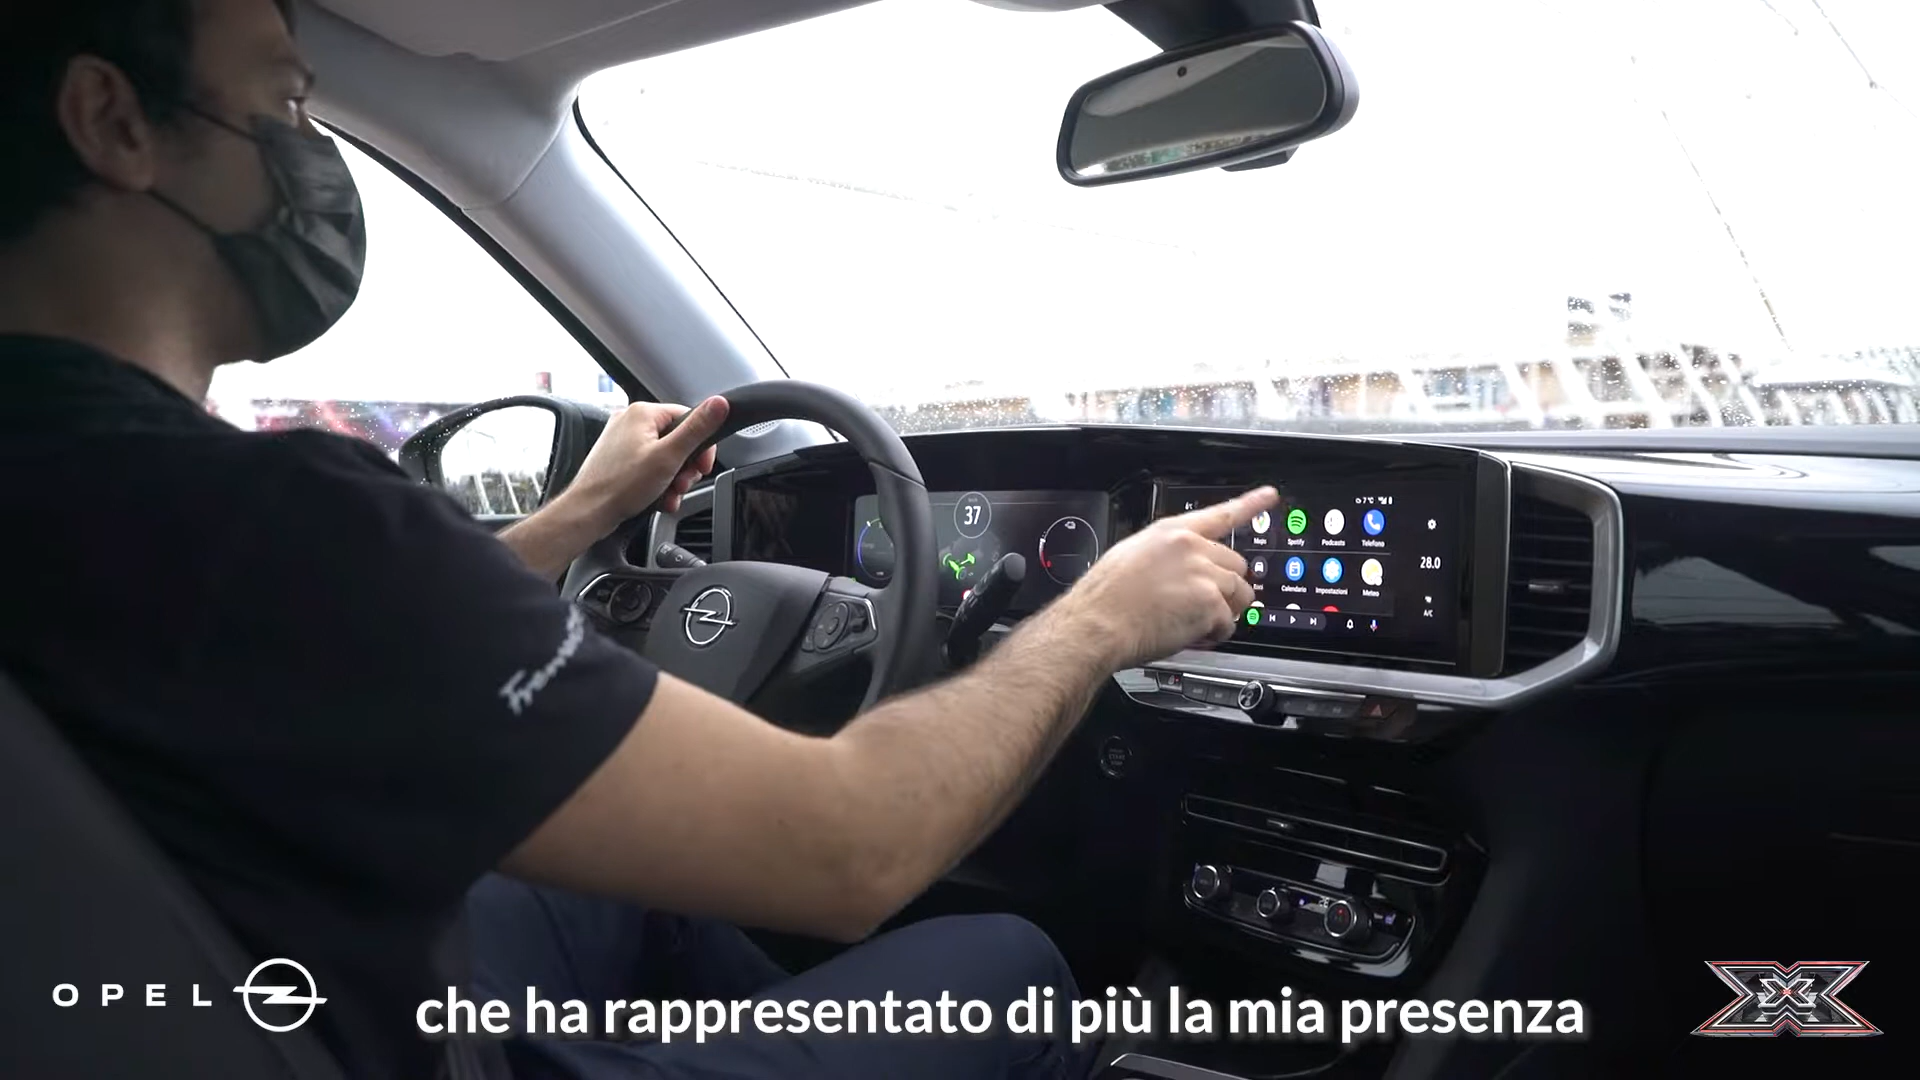 37
Maps
Spotify
Podcasts
Telefono
Calendario
Impostazioni
Meteo
28.0
A/C
OPEL
che ha rappresentato di più la mia presenza
X